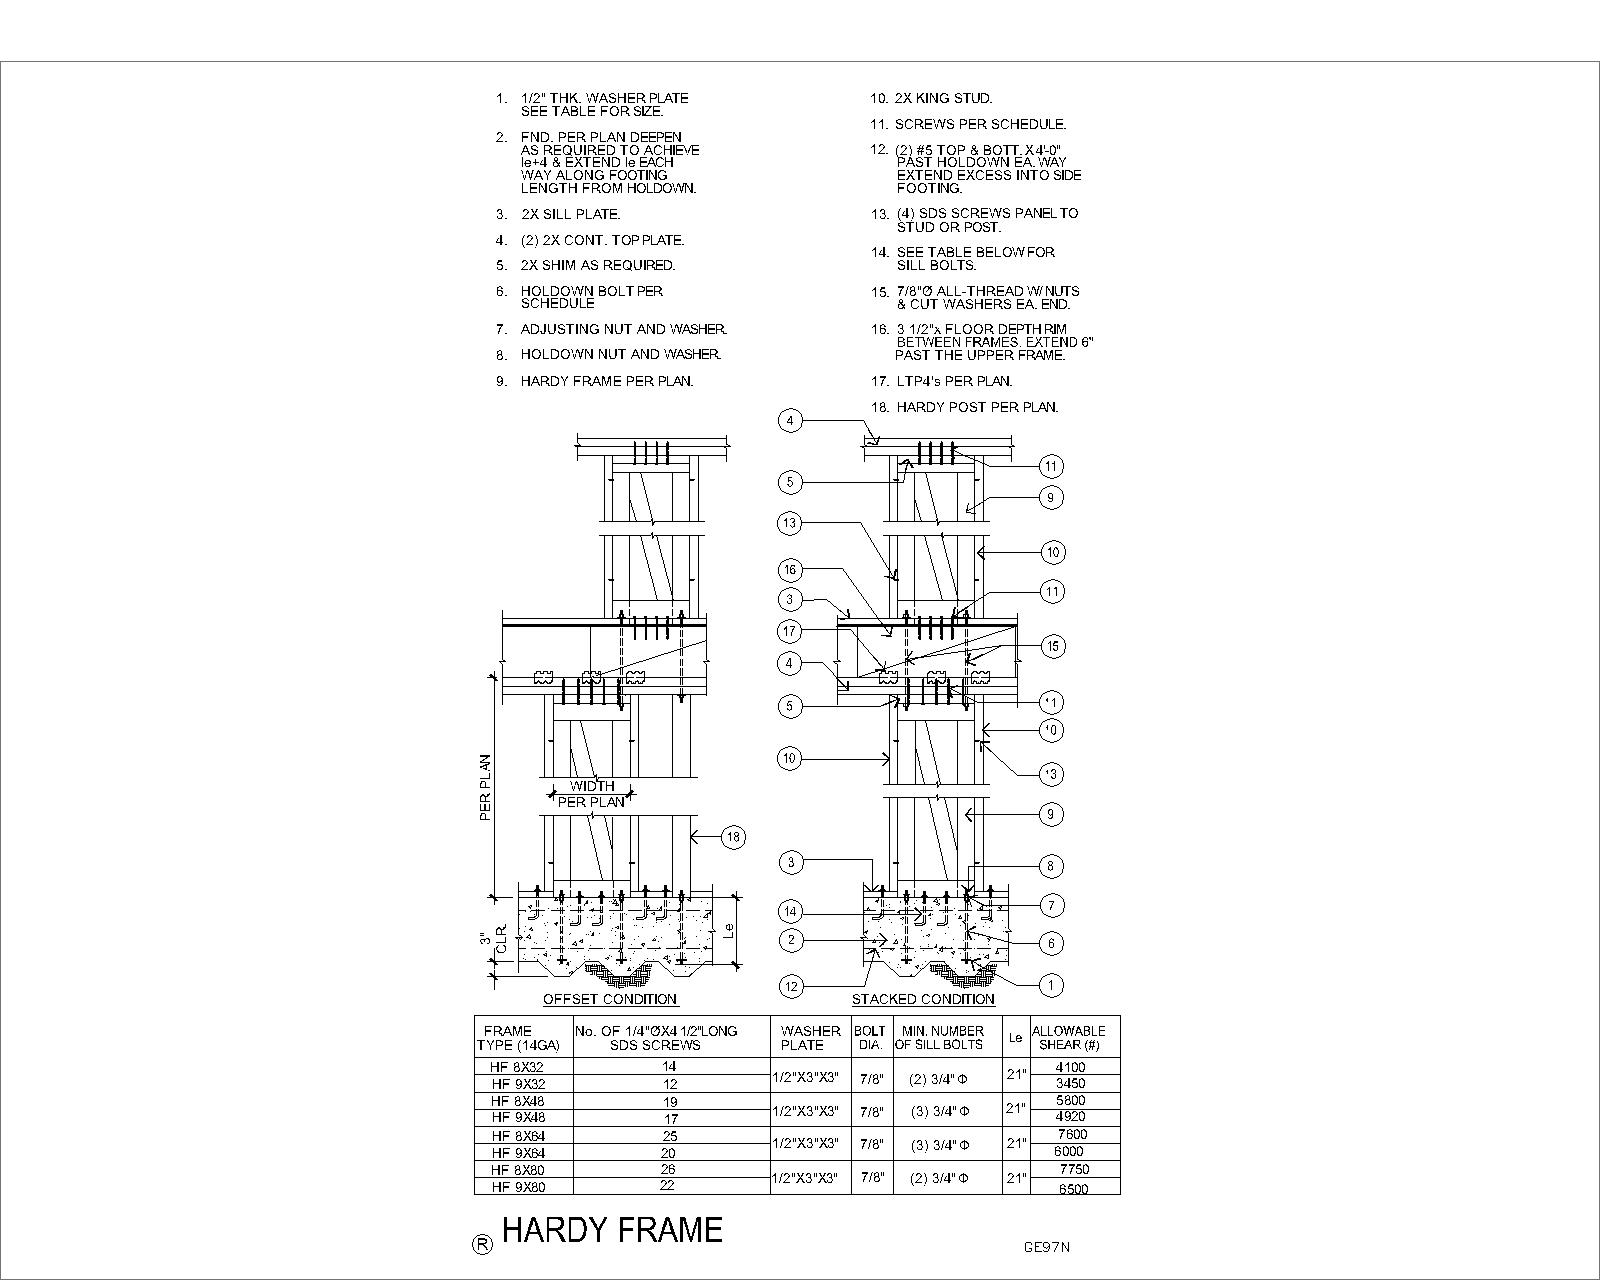 1. 1/2" THK. WASHER PLATE
SEE TABLE FOR SIZE.
2. FND. PER PLAN DEEPEN
AS REQUIRED TO ACHIEVE
le+4 & EXTEND le EACH
WAY ALONG FOOTING
LENGTH FROM HOLDOWN.
3. 2X SILL PLATE.
4. (2) 2X CONT. TOP PLATE.
5. 2X SHIM AS REQUIRED.
6. HOLDOWN BOLT PER
SCHEDULE
7. ADJUSTING NUT AND WASHER.
8. HOLDOWN NUT AND WASHER.
9. HARDY FRAME PER PLAN.
10. 2X KING STUD.
11. SCREWS PER SCHEDULE.
12. (2) #5 TOP & BOTT. X 4'-0"
PAST HOLDOWN EA. WAY
EXTEND EXCESS INTO SIDE
FOOTING.
13. (4) SDS SCREWS PANEL TO
STUD OR POST.
14. SEE TABLE BELOW FOR
SILL BOLTS.
15. 7/8"Ø ALL-THREAD W/ NUTS
& CUT WASHERS EA. END.
16. 3 1/2"x FLOOR DEPTH RIM
BETWEEN FRAMES. EXTEND 6"
PAST THE UPPER FRAME.
17. LTP4's PER PLAN.
18. HARDY POST PER PLAN.
PER PLAN
3"
CLR.
WIDTH
PER PLAN
18
Le
OFFSET CONDITION
4
5
13
16
3
17
4
5
10
3
14
2
12
11
9
10
11
15
11
10
13
9
8
7
6
1
STACKED CONDITION
FRAME No. OF 1/4"ØX4 1/2"LONG WASHER BOLT MIN. NUMBER Le ALLOWABLE
TYPE (14GA) SDS SCREWS PLATE DIA. OF SILL BOLTS SHEAR (#)
HF 8X32 14 4100
1/2"X3"X3" 7/8" (2) 3/4" Φ 21"
HF 9X32 12 3450
HF 8X48 19 5800
1/2"X3"X3" 7/8" (3) 3/4" Φ 21"
HF 9X48 17 4920
HF 8X64 25 7600
1/2"X3"X3" 7/8" (3) 3/4" Φ 21"
HF 9X64 20 6000
HF 8X80 26 7750
1/2"X3"X3" 7/8" (2) 3/4" Φ 21"
HF 9X80 22 6500
® HARDY FRAME
GE97N